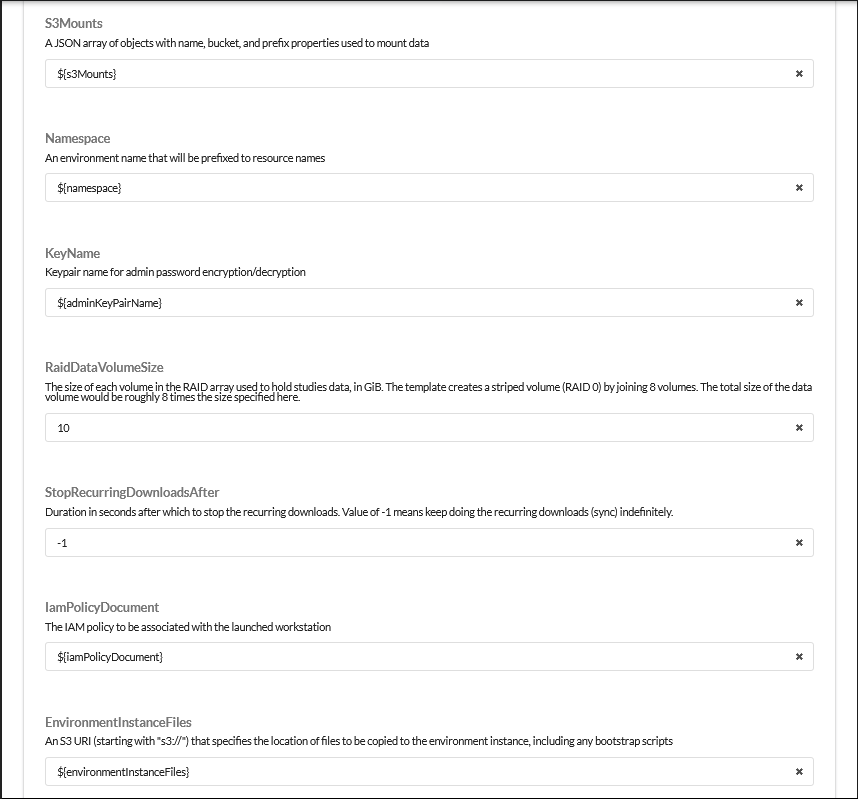 S3Mounts
A JSON array of objects with name, bucket, and prefix properties used to mount data
${s3Mounts}
Namespace
An environment name that will be prefixed to resource names
${namespace}
KeyName
Keypair name for admin password encryption/decryption
${adminKeyPairName}
RaidDataVolumeSize
The size of each volume in the RAID array used to hold studies data, in GiB. The template creates a striped volume (RAID 0) by joining 8 volumes. The total size of the data
volume would be roughly 8 times the size specified here.
10
StopRecurringDownloadsAfter
Duration in seconds after which to stop the recurring downloads. Value of -1 means keep doing the recurring downloads (sync) indefinitely.
-1
IamPolicyDocument
The IAM policy to be associated with the launched workstation
${iamPolicyDocument}
EnvironmentInstanceFiles
An S3 URI (starting with "s3://") that specifies the location of files to be copied to the environment instance, including any bootstrap scripts
${environmentInstanceFiles}